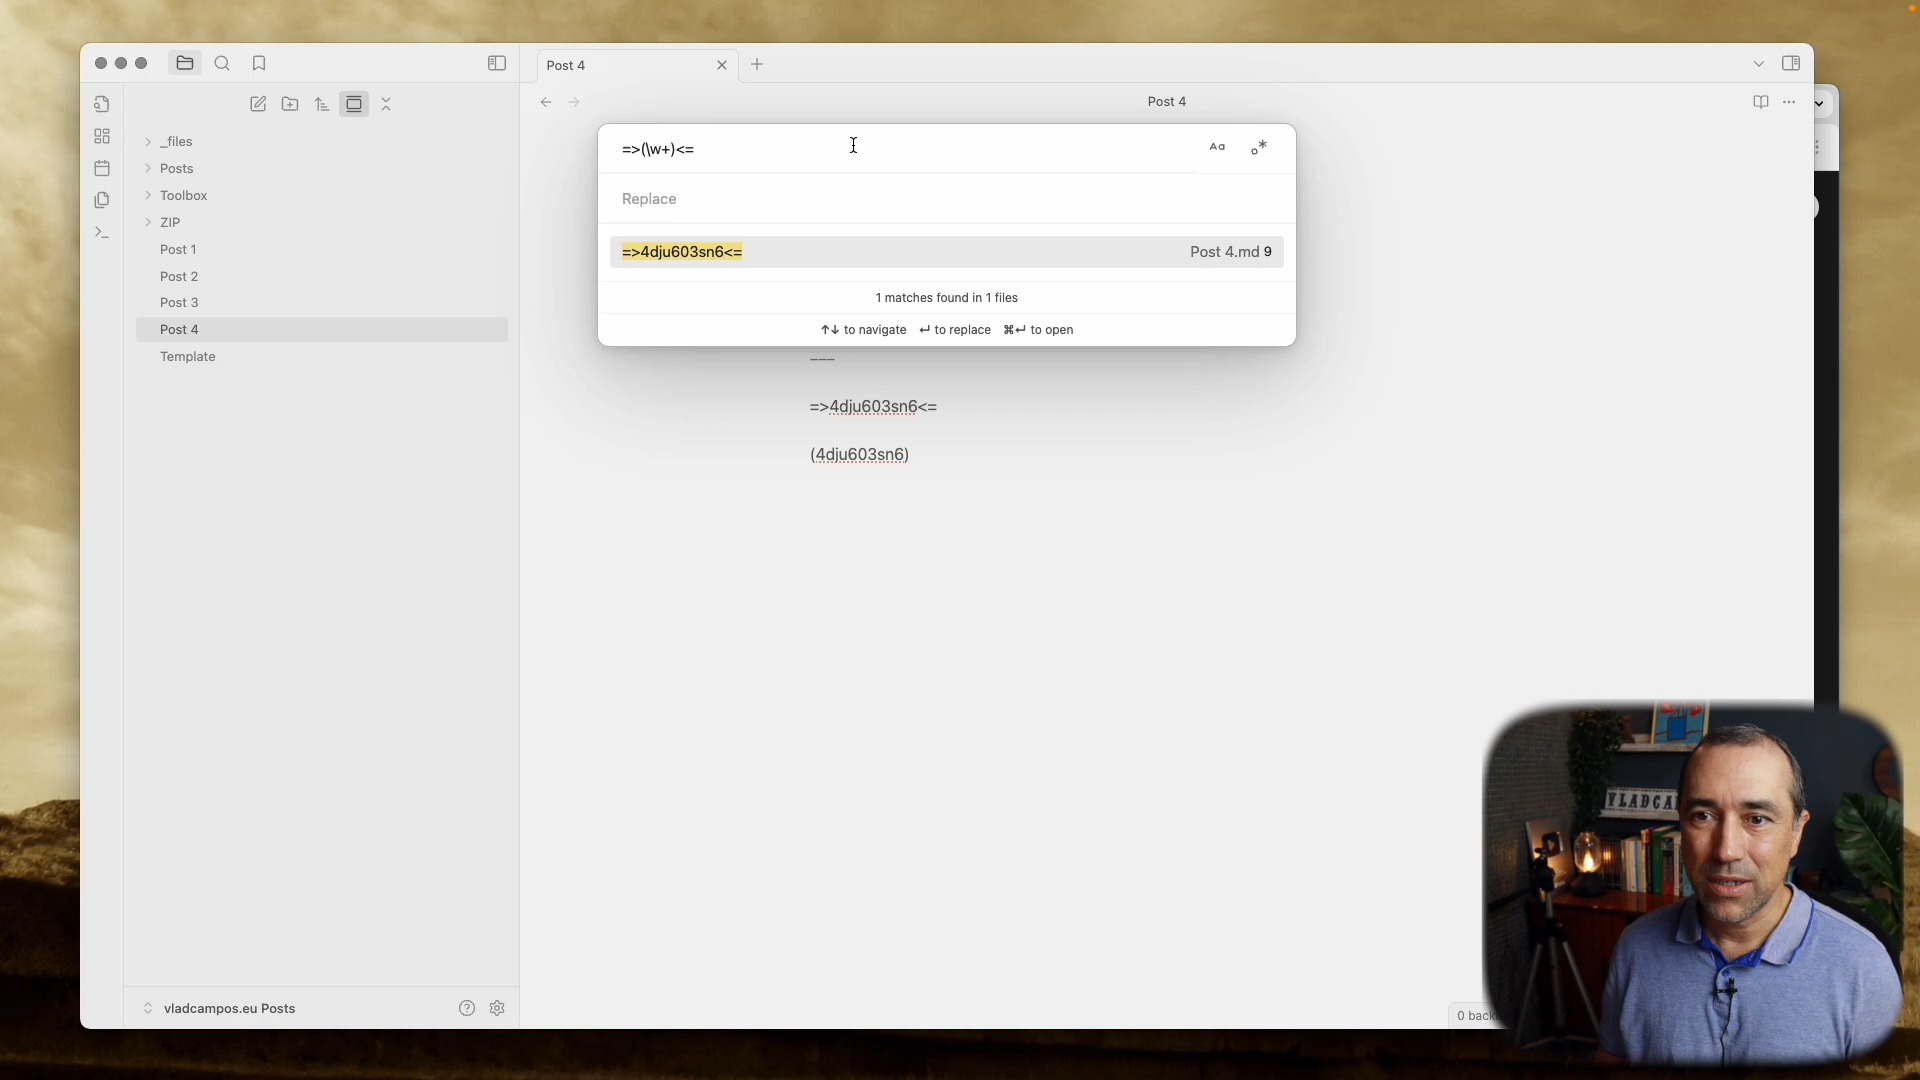 Post 4
Post 4
=>(\w+)<=
Aa
Replace
=>4dju603sn6<= Post 4.md 9
1 matches found in 1 files
↑↓ to navigate ↵ to replace ⌘↵ to open
_files
Posts
Toolbox
ZIP
Post 1
Post 2
Post 3
Post 4
Template
---
=>4dju603sn6<=
(4dju603sn6)
vladcampos.eu Posts
0 back
VLADCA